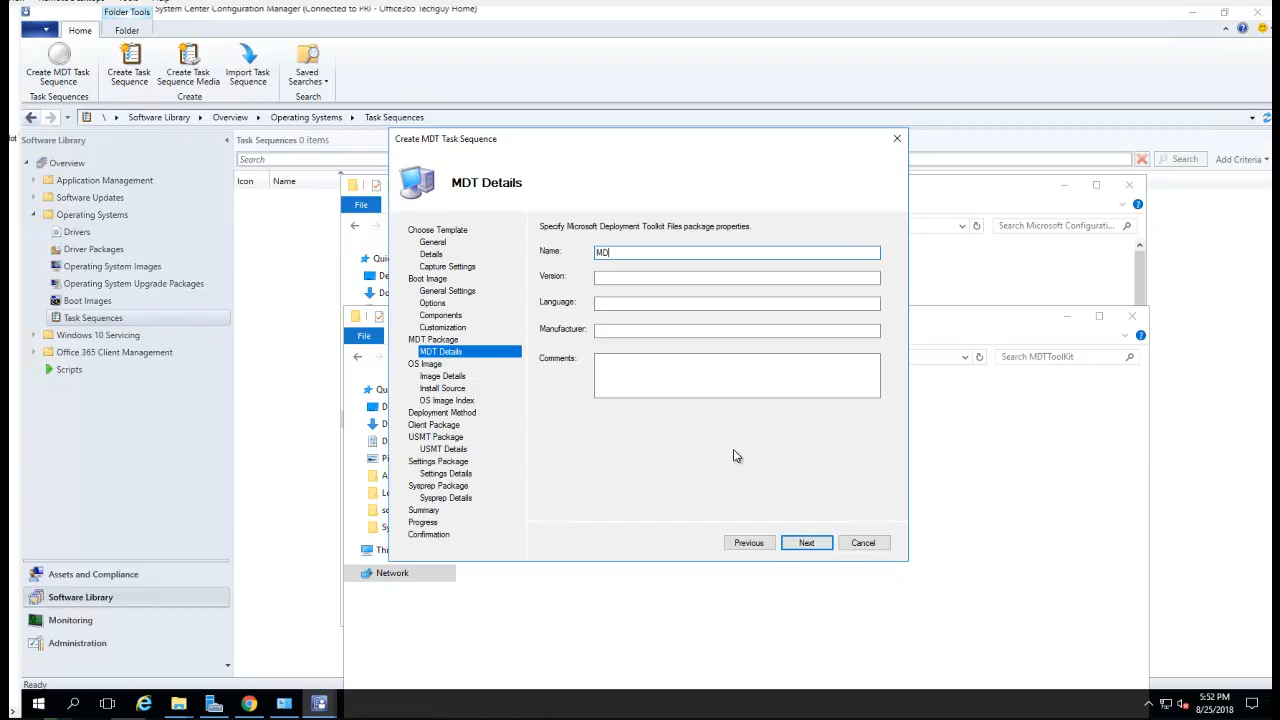 Folder Tools
System Center Configuration Manager (Connected to PRI - Office365 Techguy Home)
Home
Folder
Create MDT Task
Sequence
Create Task
Sequence
Create Task
Sequence Media
Import Task
Sequence
Saved
Searches
Task Sequences
Create
Search
\ Software Library Overview Operating Systems Task Sequences
Software Library
Overview
Application Management
Software Updates
Operating Systems
Drivers
Driver Packages
Operating System Images
Operating System Upgrade Packages
Boot Images
Task Sequences
Windows 10 Servicing
Office 365 Client Management
Scripts
Assets and Compliance
Software Library
Monitoring
Administration
Ready
Task Sequences 0 items
Search
Search
Add Criteria
Icon
Name
File
Search Microsoft Configurati...
File
Search MDTToolKit
Network
Create MDT Task Sequence
MDT Details
Choose Template
General
Details
Capture Settings
Boot Image
General Settings
Options
Components
Customization
MDT Package
MDT Details
OS Image
Image Details
Install Source
OS Image Index
Deployment Method
Client Package
USMT Package
USMT Details
Settings Package
Settings Details
Sysprep Package
Sysprep Details
Summary
Progress
Confirmation
Specify Microsoft Deployment Toolkit Files package properties.
Name: MD
Version:
Language:
Manufacturer:
Comments:
Previous
Next
Cancel
5:52 PM
8/25/2018